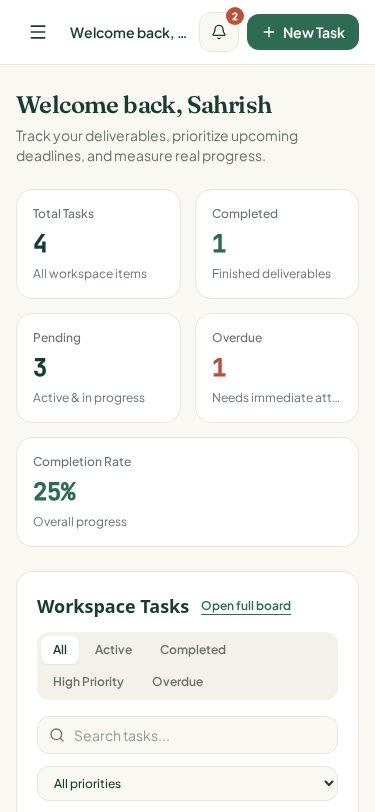 Welcome back, ...
2
New Task
Welcome back, Sahrish
Track your deliverables, prioritize upcoming
deadlines, and measure real progress.
Total Tasks
4
All workspace items
Completed
1
Finished deliverables
Pending
3
Active & in progress
Overdue
1
Needs immediate att...
Completion Rate
25%
Overall progress
Workspace Tasks Open full board
All Active Completed
High Priority Overdue
Search tasks...
All priorities